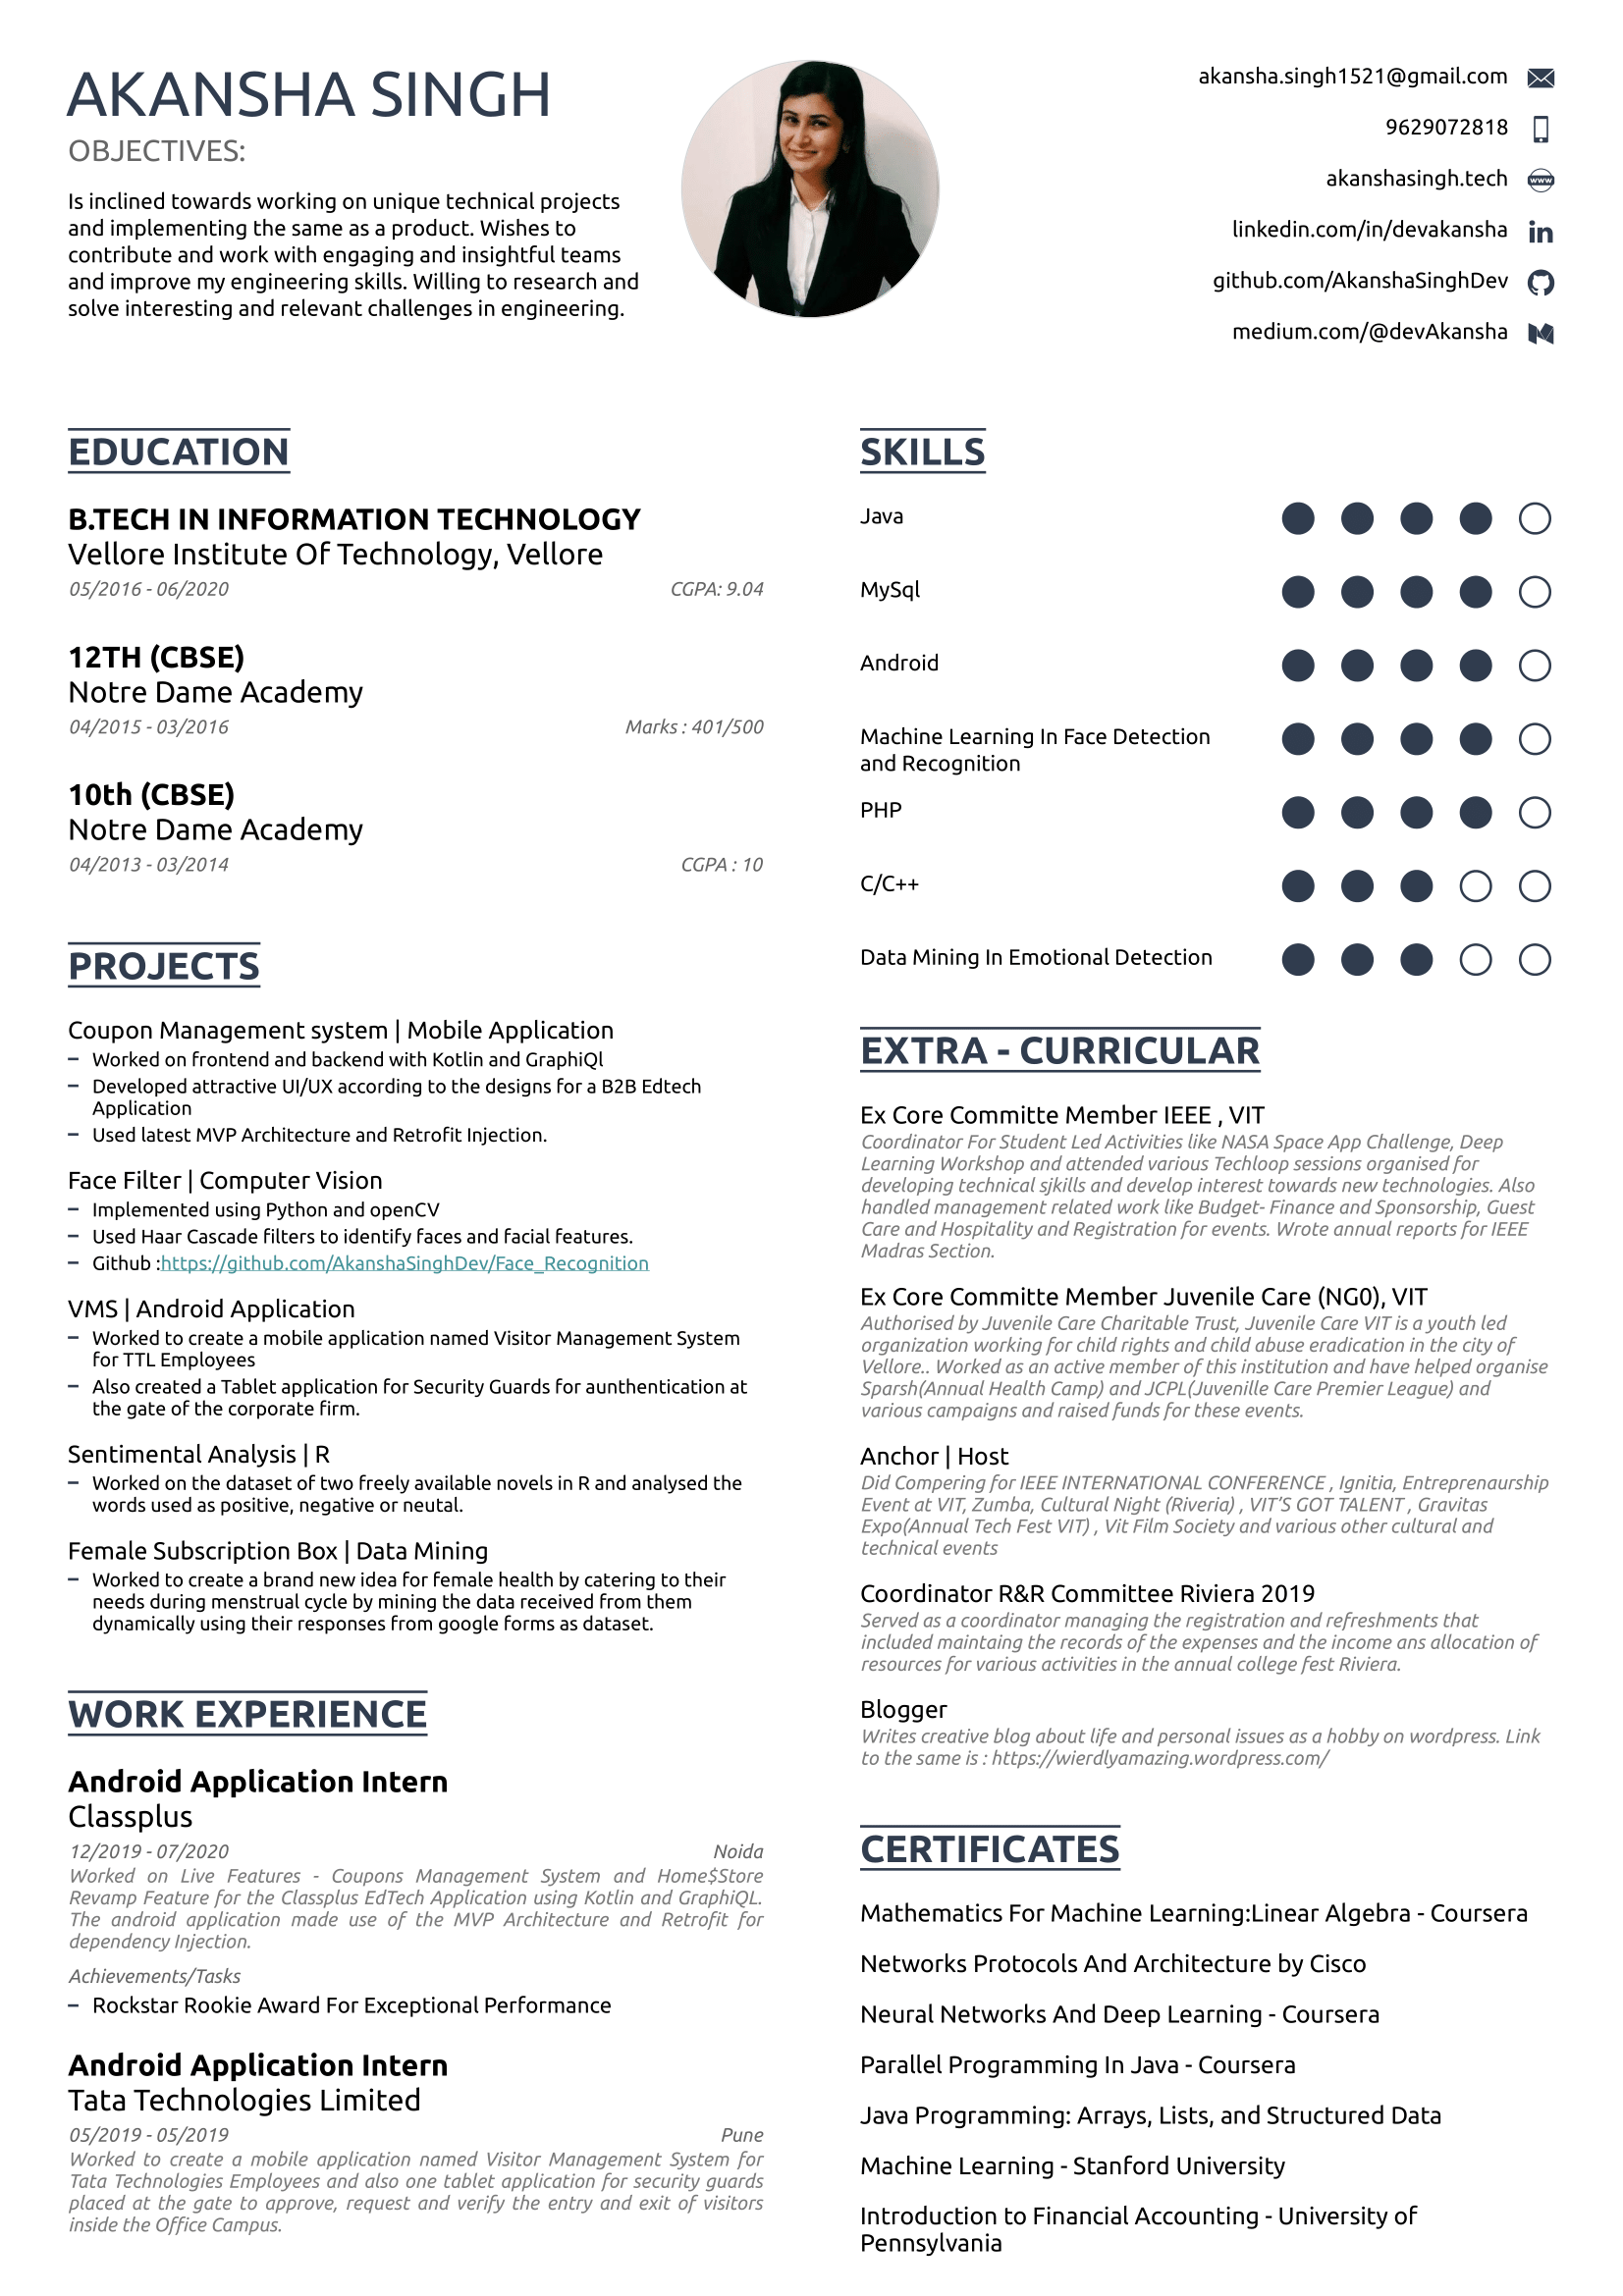 AKANSHA SINGH
OBJECTIVES:
Is inclined towards working on unique technical projects
and implementing the same as a product. Wishes to
contribute and work with engaging and insightful teams
and improve my engineering skills. Willing to research and
solve interesting and relevant challenges in engineering.
akansha.singh1521@gmail.com
9629072818
akanshasingh.tech
www
linkedin.com/in/devakansha
in
github.com/AkanshaSinghDev
medium.com/@devAkansha
EDUCATION
B.TECH IN INFORMATION TECHNOLOGY
Vellore Institute Of Technology, Vellore
05/2016 - 06/2020 CGPA: 9.04
12TH (CBSE)
Notre Dame Academy
04/2015 - 03/2016 Marks : 401/500
10th (CBSE)
Notre Dame Academy
04/2013 - 03/2014 CGPA : 10
PROJECTS
Coupon Management system | Mobile Application
– Worked on frontend and backend with Kotlin and GraphiQl
– Developed attractive UI/UX according to the designs for a B2B Edtech
Application
– Used latest MVP Architecture and Retrofit Injection.
Face Filter | Computer Vision
– Implemented using Python and openCV
– Used Haar Cascade filters to identify faces and facial features.
– Github :https://github.com/AkanshaSinghDev/Face_Recognition
VMS | Android Application
– Worked to create a mobile application named Visitor Management System
for TTL Employees
– Also created a Tablet application for Security Guards for aunthentication at
the gate of the corporate firm.
Sentimental Analysis | R
– Worked on the dataset of two freely available novels in R and analysed the
words used as positive, negative or neutal.
Female Subscription Box | Data Mining
– Worked to create a brand new idea for female health by catering to their
needs during menstrual cycle by mining the data received from them
dynamically using their responses from google forms as dataset.
WORK EXPERIENCE
Android Application Intern
Classplus
12/2019 - 07/2020 Noida
Worked on Live Features - Coupons Management System and Home$Store
Revamp Feature for the Classplus EdTech Application using Kotlin and GraphiQL.
The android application made use of the MVP Architecture and Retrofit for
dependency Injection.
Achievements/Tasks
– Rockstar Rookie Award For Exceptional Performance
Android Application Intern
Tata Technologies Limited
05/2019 - 05/2019 Pune
Worked to create a mobile application named Visitor Management System for
Tata Technologies Employees and also one tablet application for security guards
placed at the gate to approve, request and verify the entry and exit of visitors
inside the Office Campus.
SKILLS
Java
MySql
Android
Machine Learning In Face Detection
and Recognition
PHP
C/C++
Data Mining In Emotional Detection
EXTRA - CURRICULAR
Ex Core Committe Member IEEE , VIT
Coordinator For Student Led Activities like NASA Space App Challenge, Deep
Learning Workshop and attended various Techloop sessions organised for
developing technical sjkills and develop interest towards new technologies. Also
handled management related work like Budget- Finance and Sponsorship, Guest
Care and Hospitality and Registration for events. Wrote annual reports for IEEE
Madras Section.
Ex Core Committe Member Juvenile Care (NG0), VIT
Authorised by Juvenile Care Charitable Trust, Juvenile Care VIT is a youth led
organization working for child rights and child abuse eradication in the city of
Vellore.. Worked as an active member of this institution and have helped organise
Sparsh(Annual Health Camp) and JCPL(Juvenille Care Premier League) and
various campaigns and raised funds for these events.
Anchor | Host
Did Compering for IEEE INTERNATIONAL CONFERENCE , Ignitia, Entreprenaurship
Event at VIT, Zumba, Cultural Night (Riveria) , VIT'S GOT TALENT , Gravitas
Expo(Annual Tech Fest VIT) , Vit Film Society and various other cultural and
technical events
Coordinator R&R Committee Riviera 2019
Served as a coordinator managing the registration and refreshments that
included maintaing the records of the expenses and the income ans allocation of
resources for various activities in the annual college fest Riviera.
Blogger
Writes creative blog about life and personal issues as a hobby on wordpress. Link
to the same is : https://wierdlyamazing.wordpress.com/
CERTIFICATES
Mathematics For Machine Learning:Linear Algebra - Coursera
Networks Protocols And Architecture by Cisco
Neural Networks And Deep Learning - Coursera
Parallel Programming In Java - Coursera
Java Programming: Arrays, Lists, and Structured Data
Machine Learning - Stanford University
Introduction to Financial Accounting - University of
Pennsylvania